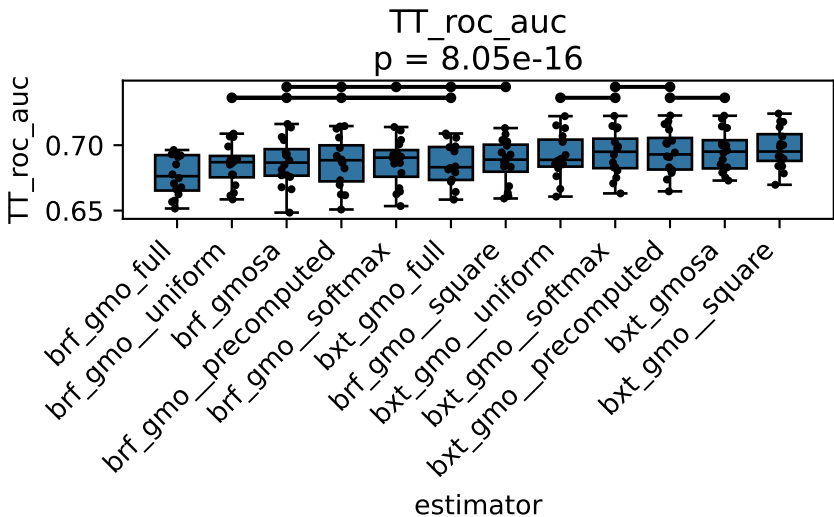 TT_roc_auc
p = 8.05e-16
TT_roc_auc
0.70
0.65
brf_gmo_full
brf_gmo__uniform
brf_gmosa
brf_gmo__precomputed
brf_gmo__softmax
bxt_gmo_full
brf_gmo__square
bxt_gmo__uniform
bxt_gmo__softmax
bxt_gmo__precomputed
bxt_gmosa
bxt_gmo__square
estimator